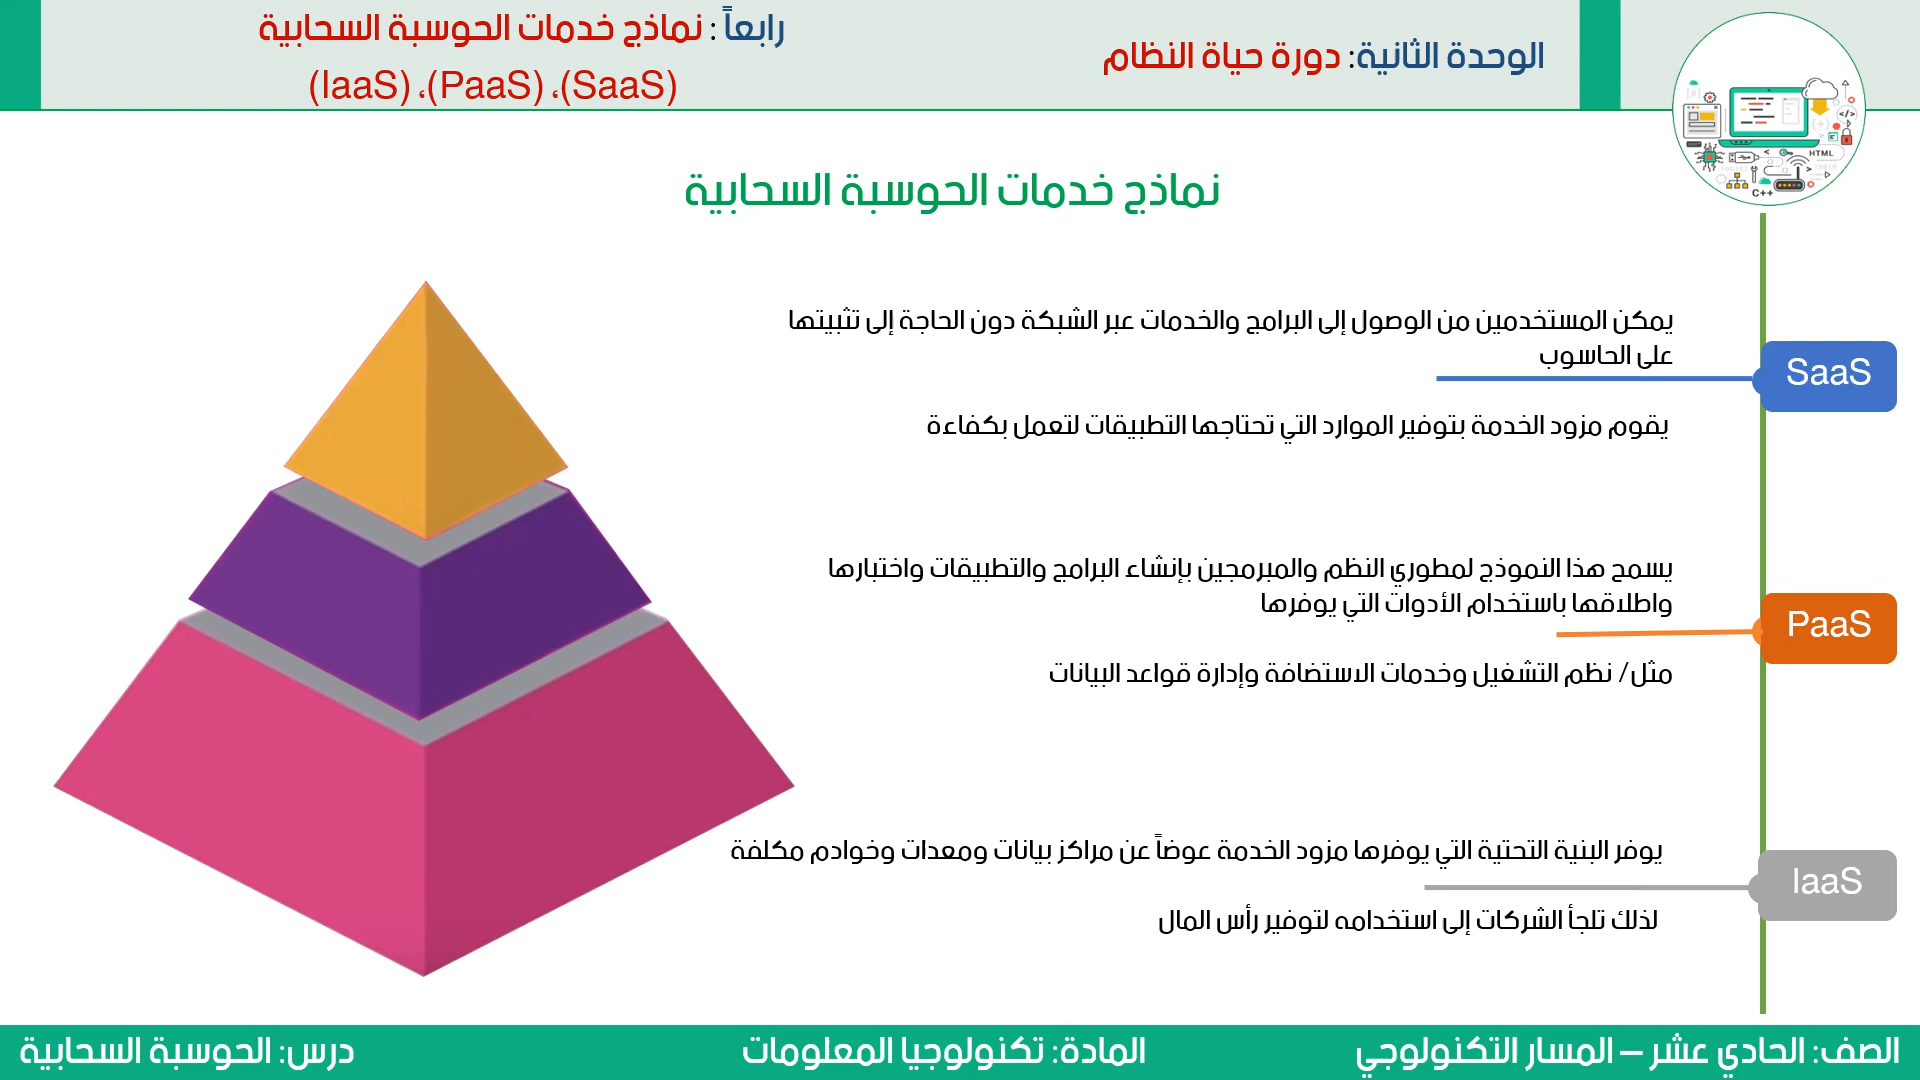 الوحدة الثانية: دورة حياة النظام
رابعاً : نماذج خدمات الحوسبة السحابية
(SaaS)، (PaaS)، (IaaS)
</>
HTML
C++
نماذج خدمات الحوسبة السحابية
يمكن المستخدمين من الوصول إلى البرامج والخدمات عبر الشبكة دون الحاجة إلى تثبيتها
على الحاسوب
SaaS
يقوم مزود الخدمة بتوفير الموارد التي تحتاجها التطبيقات لتعمل بكفاءة
يسمح هذا النموذج لمطوري النظم والمبرمجين بإنشاء البرامج والتطبيقات واختبارها
واطلاقها باستخدام الأدوات التي يوفرها
PaaS
مثل/ نظم التشغيل وخدمات الاستضافة وإدارة قواعد البيانات
يوفر البنية التحتية التي يوفرها مزود الخدمة عوضاً عن مراكز بيانات ومعدات وخوادم مكلفة
IaaS
لذلك تلجأ الشركات إلى استخدامه لتوفير رأس المال
الصف: الحادي عشر – المسار التكنولوجي
المادة: تكنولوجيا المعلومات
درس: الحوسبة السحابية